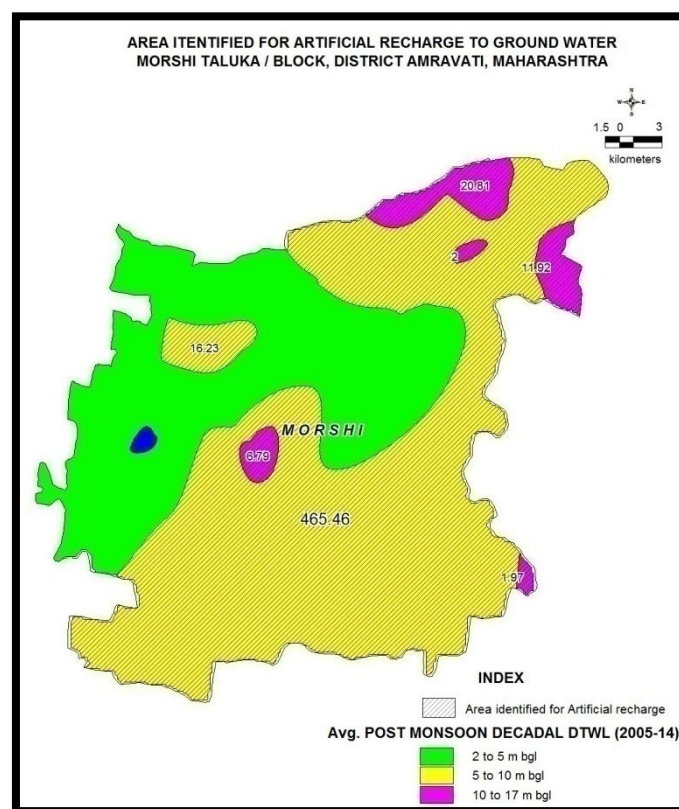 AREA ITENTIFIED FOR ARTIFICIAL RECHARGE TO GROUND WATER
MORSHI TALUKA / BLOCK, DISTRICT AMRAVATI, MAHARASHTRA
N
W E
S
1.5 0 3
kilometers
20.81
2
11.92
16.23
MORSHI
6.79
465.46
1.97
INDEX
Area identified for Artificial recharge
Avg. POST MONSOON DECADAL DTWL (2005-14)
2 to 5 m bgl
5 to 10 m bgl
10 to 17 m bgl